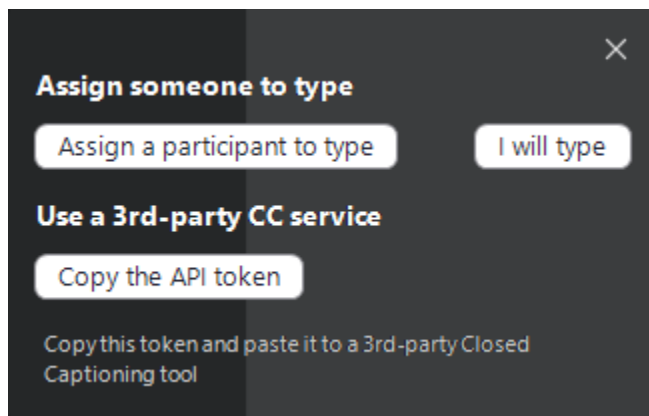 Assign someone to type
Assign a participant to type
I will type
Use a 3rd-party CC service
Copy the API token
Copy this token and paste it to a 3rd-party Closed
Captioning tool